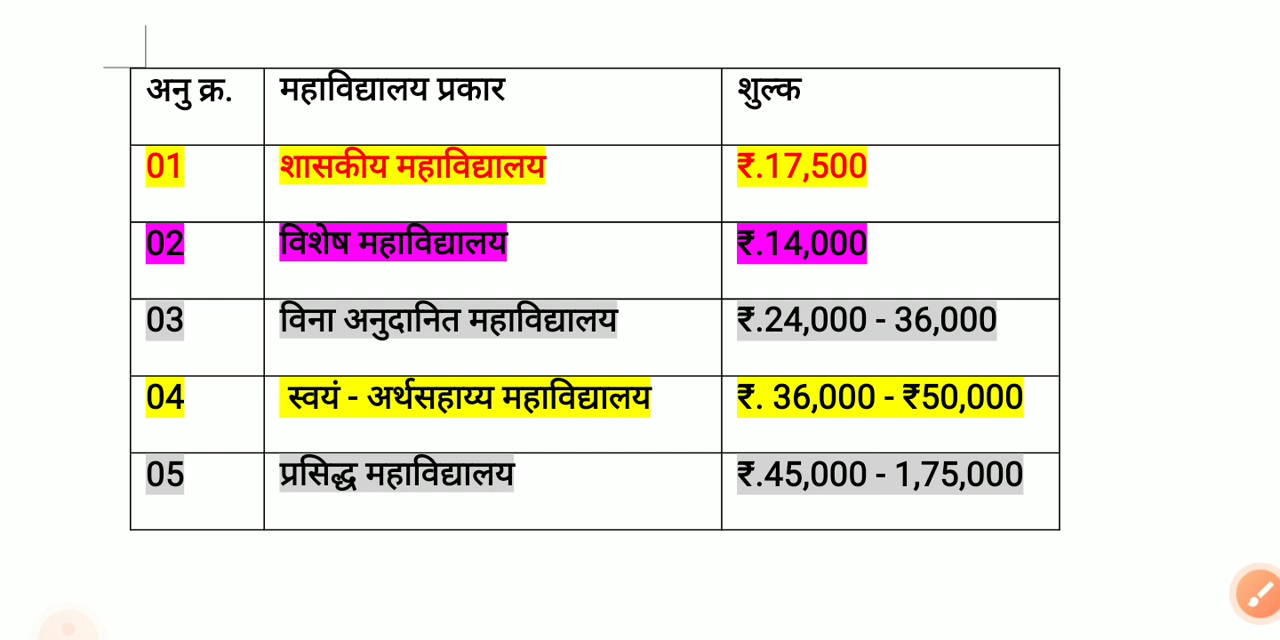 अनु क्र. महाविद्यालय प्रकार शुल्क
01 शासकीय महाविद्यालय ₹.17,500
02 विशेष महाविद्यालय ₹.14,000
03 विना अनुदानित महाविद्यालय ₹.24,000 - 36,000
04 स्वयं - अर्थसहाय्य महाविद्यालय ₹. 36,000 - ₹50,000
05 प्रसिद्ध महाविद्यालय ₹.45,000 - 1,75,000